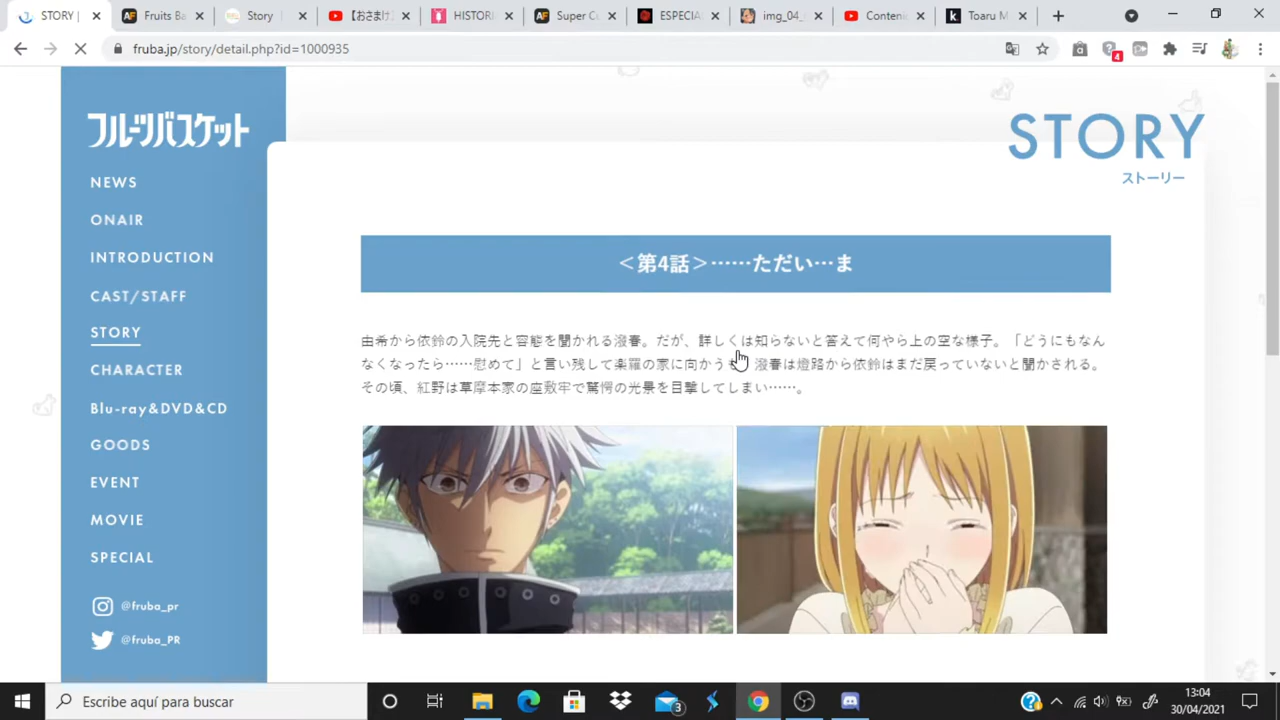 STORY |
Fruits Ba
Story
【おさまけ
HISTORI
Super Cu
ESPECIA
img_04_
Conteni
Toaru M
fruba.jp/story/detail.php?id=1000935
4
フルーツバスケット
NEWS
ONAIR
INTRODUCTION
CAST/STAFF
STORY
CHARACTER
Blu-ray&DVD&CD
GOODS
EVENT
MOVIE
SPECIAL
@fruba_pr
@fruba_PR
STORY
ストーリー
＜第4話＞……ただい…ま
由希から依鈴の入院先と容態を聞かれる潑春。だが、詳しくは知らないと答えて何やら上の空な様子。「どうにもなん
なくなったら……慰めて」と言い残して楽羅の家に向かうも、潑春は燈路から依鈴はまだ戻っていないと聞かされる。
その頃、紅野は草摩本家の座敷牢で驚愕の光景を目撃してしまい……。
Escribe aquí para buscar
3
13:04
30/04/2021